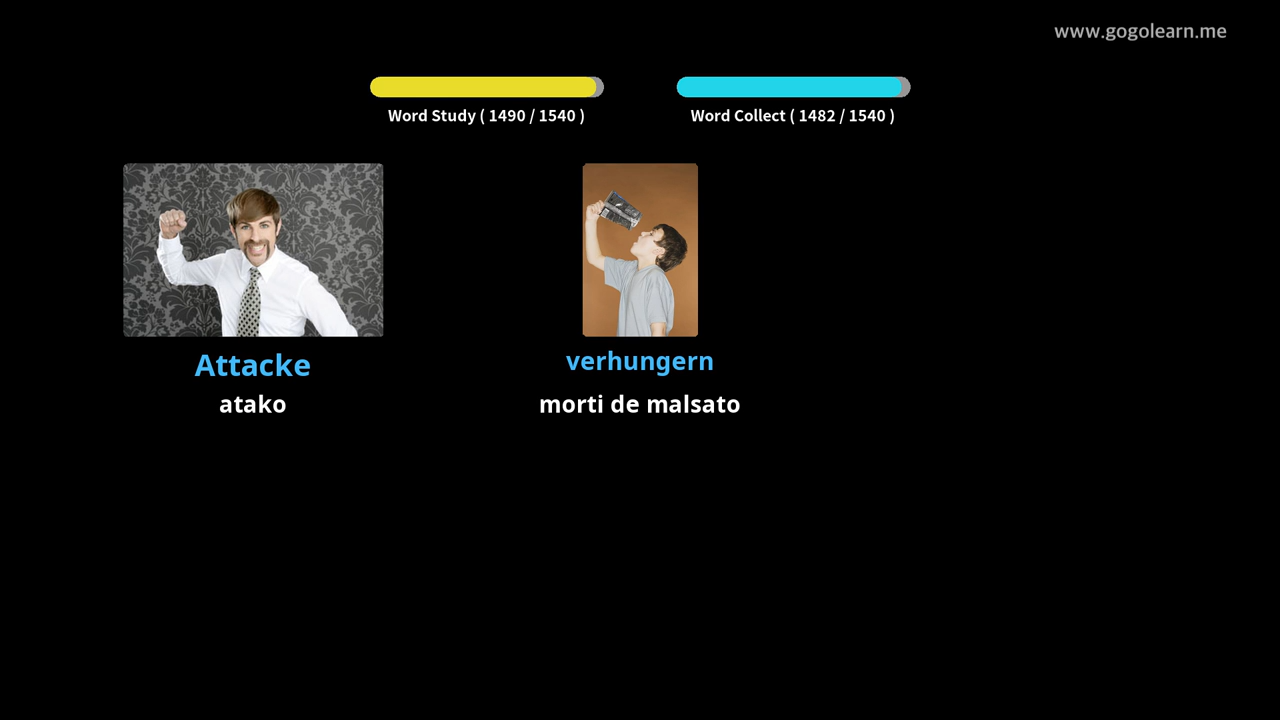 www.gogolearn.me
Word Study ( 1490 / 1540 )
Word Collect ( 1482 / 1540 )
Attacke
atako
verhungern
morti de malsato